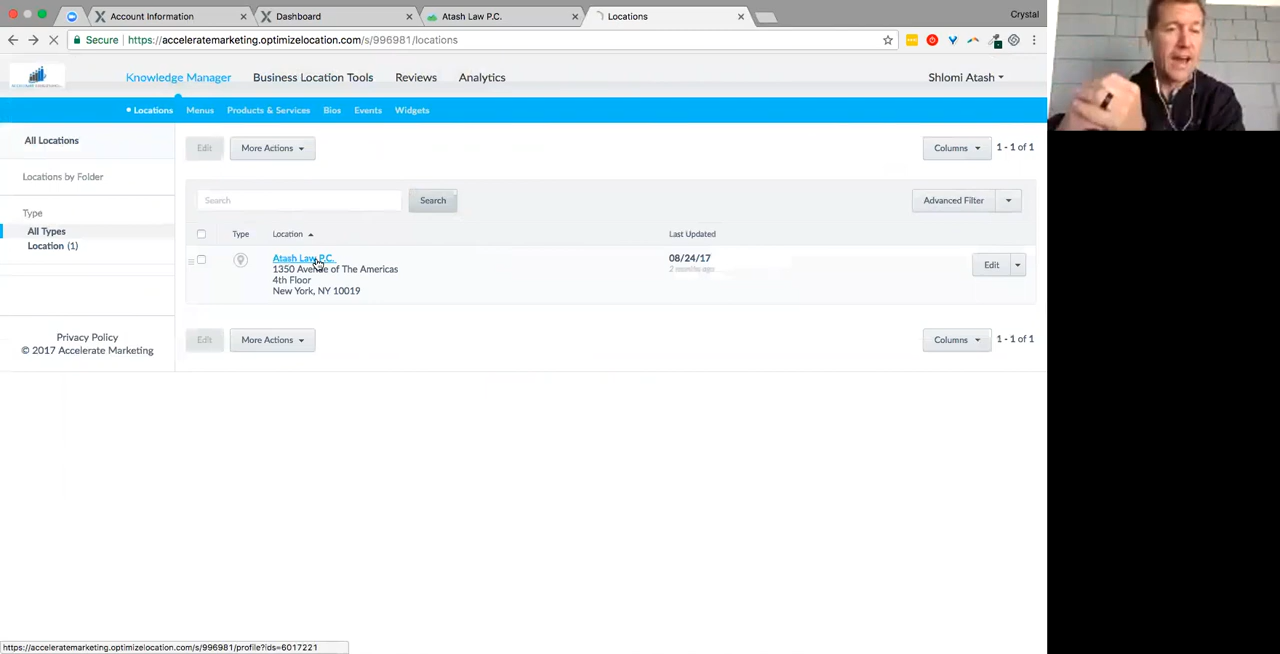 Account Information
Dashboard
Atash Law P.C.
Locations
Crystal
Secure
https://acceleratemarketing.optimizelocation.com/s/996981/locations
Knowledge Manager
Business Location Tools
Reviews
Analytics
Shlomi Atash
Locations
Menus
Products & Services
Bios
Events
Widgets
All Locations
Edit
More Actions
Columns
1 - 1 of 1
Locations by Folder
Search
Search
Advanced Filter
Type
All Types
Location (1)
Type
Location
Last Updated
Atash Law P.C.
1350 Avenue of The Americas
4th Floor
New York, NY 10019
08/24/17
2 months ago
Edit
Privacy Policy
© 2017 Accelerate Marketing
Edit
More Actions
Columns
1 - 1 of 1
https://acceleratemarketing.optimizelocation.com/s/996981/profile?ids=6017221